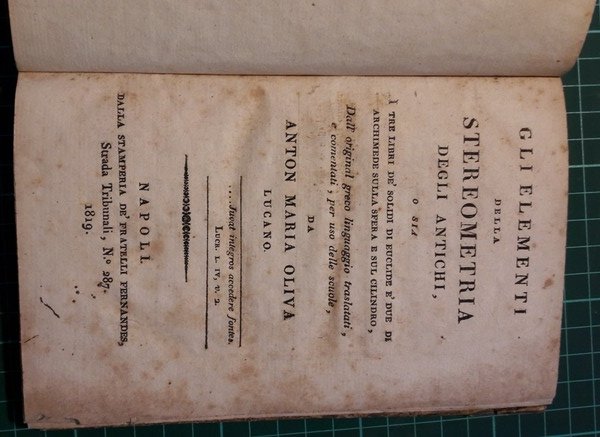 GLI ELEMENTI
DELLA
STEREOMETRIA
DEGLI ANTICHI,
O SIA
I TRE LIBRI DE' SOLIDI DI EUCLIDE E' DUE DI
ARCHIMEDE SULLA SFERA E SUL CILINDRO,
Dall' original greco linguaggio traslatati,
e comentati, per uso delle scuole,
DA
ANTON MARIA OLIVA
LUCANO.
....Juvat integros accedere fontes.
LUCR. L. IV, v. 2.
NAPOLI.
DALLA STAMPERIA DE' FRATELLI FERNANDES,
Strada Tribunali, N.º 287.
1819.